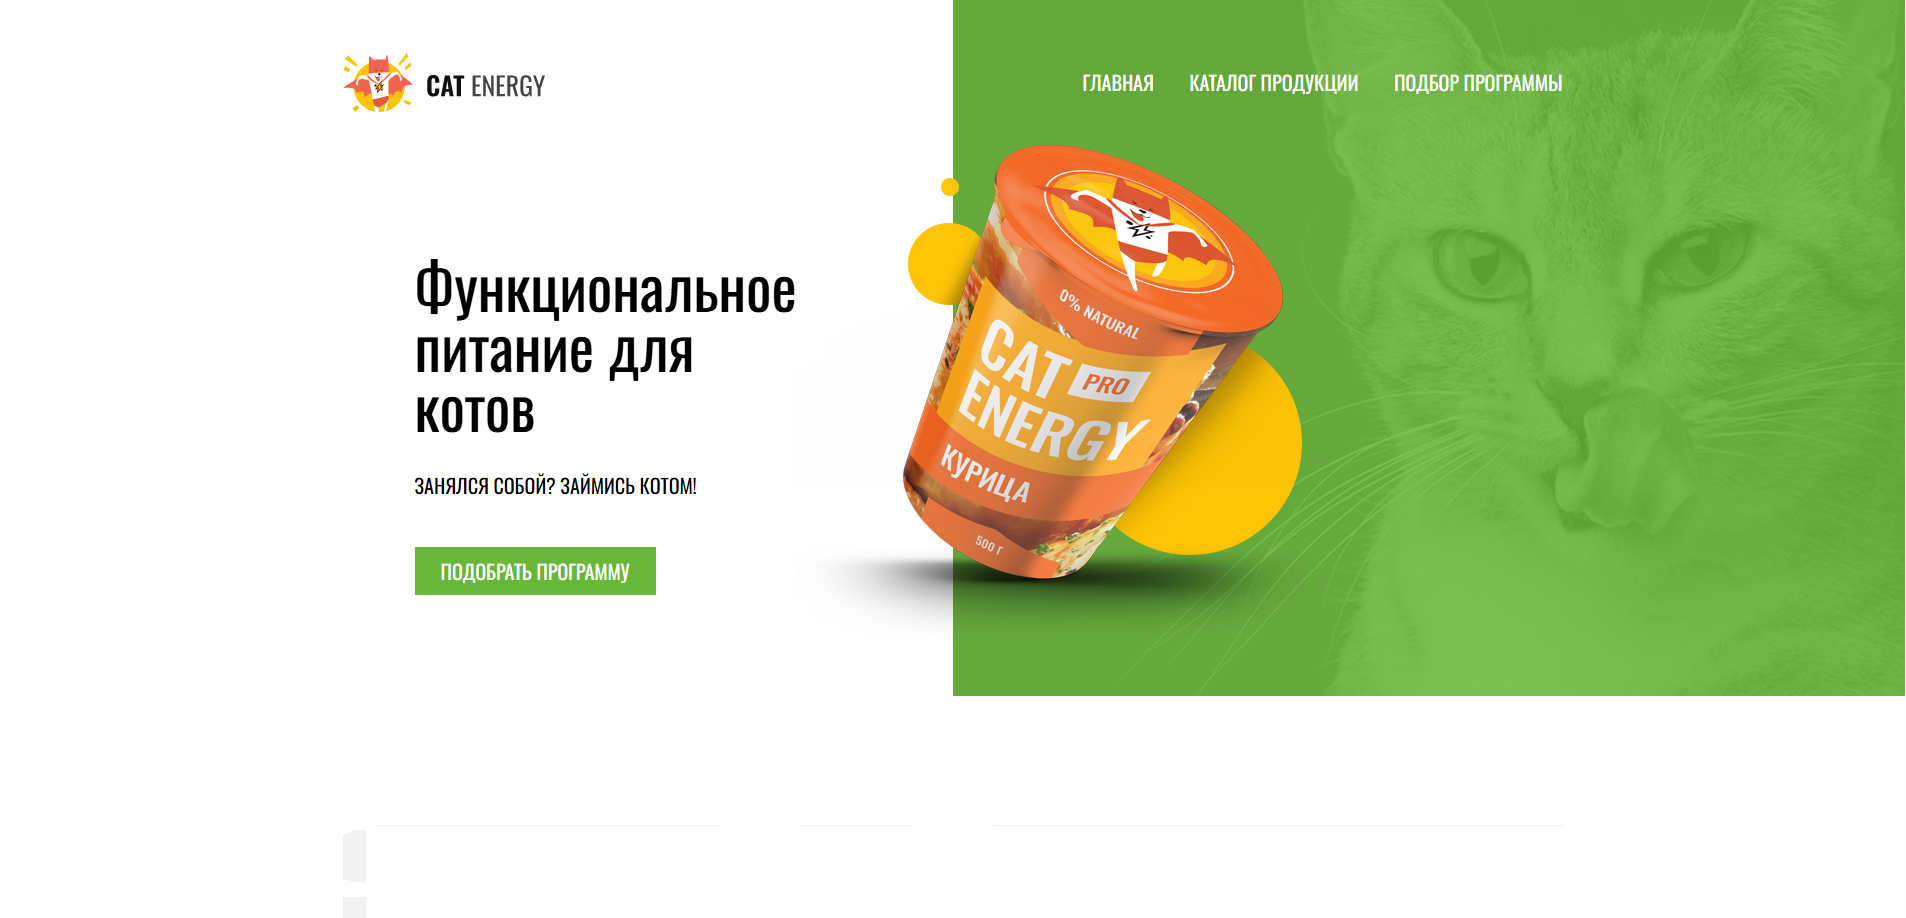 CAT ENERGY
ГЛАВНАЯ КАТАЛОГ ПРОДУКЦИИ ПОДБОР ПРОГРАММЫ
Функциональное
питание для
котов
ЗАНЯЛСЯ СОБОЙ? ЗАЙМИСЬ КОТОМ!
ПОДОБРАТЬ ПРОГРАММУ
0% NATURAL
CAT PRO
ENERGY
КУРИЦА
500 Г